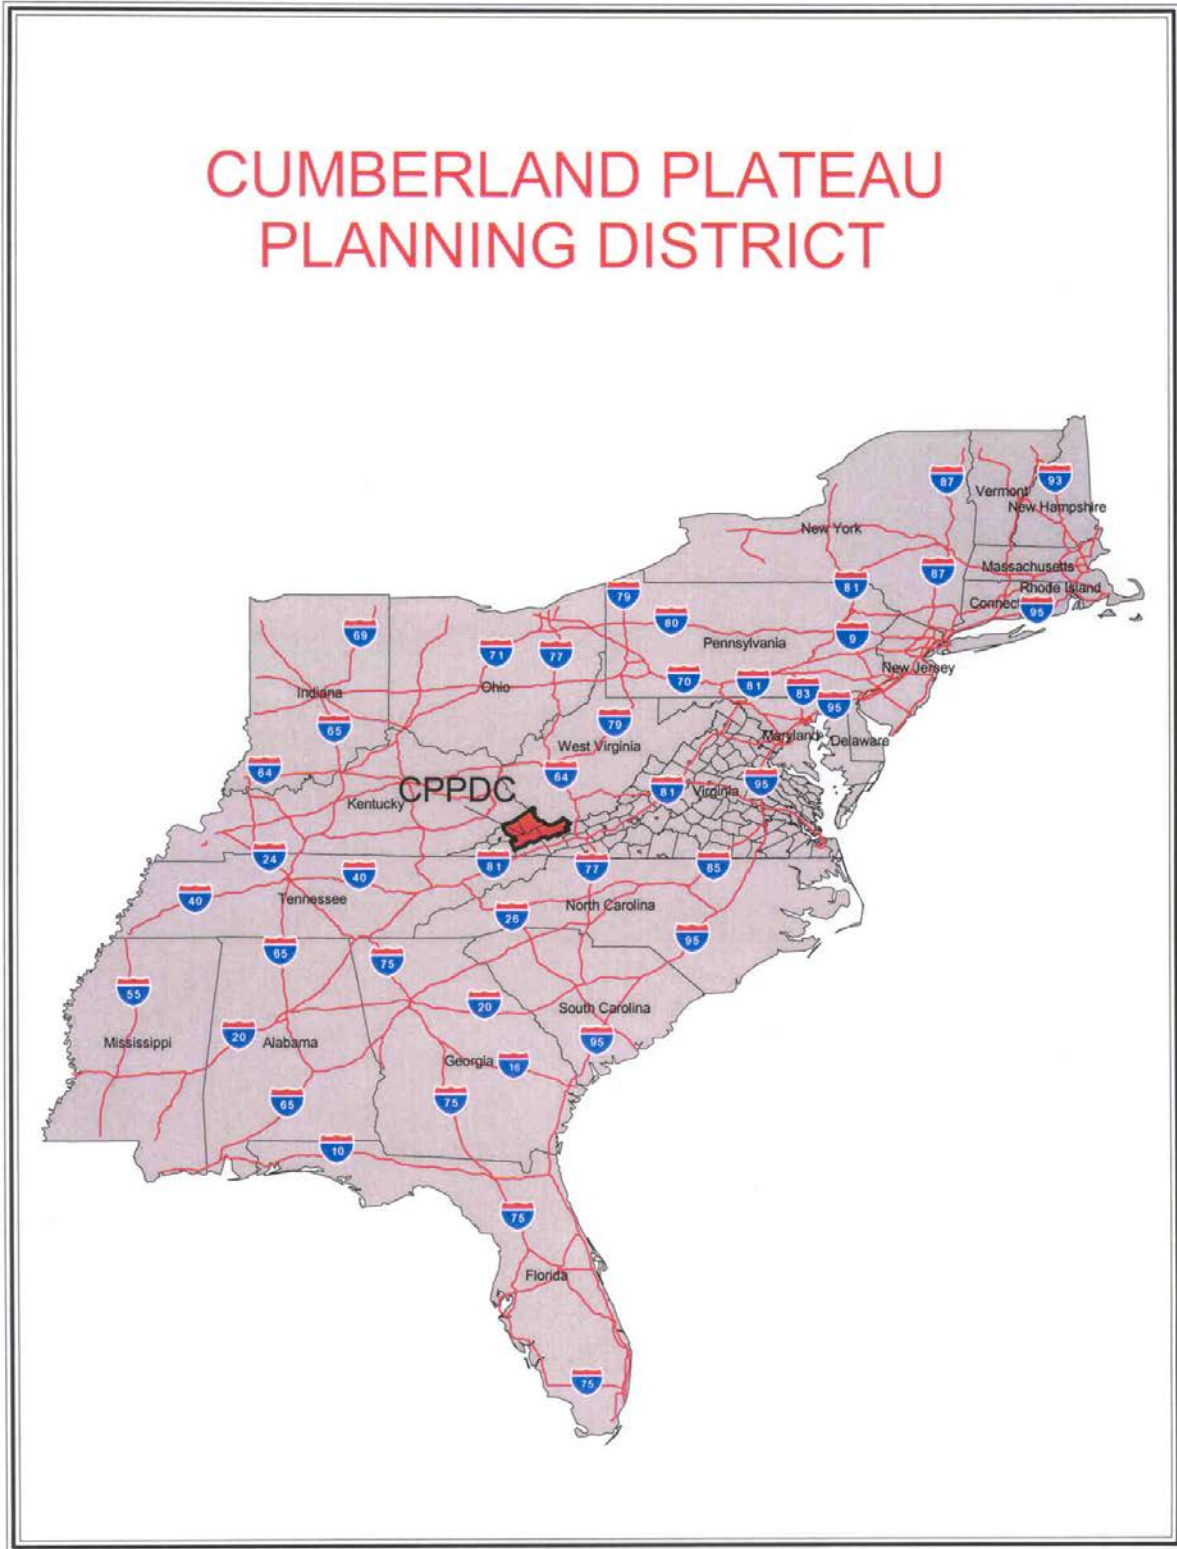 CUMBERLAND PLATEAU
PLANNING DISTRICT
87
93
Vermont
New Hampshire
New York
87
Massachusetts
79
81
Rhode Island
Connect
95
80
69
9
71
77
Pennsylvania
New Jersey
70
81
83
Indiana
Ohio
95
79
65
Maryland
Delaware
West Virginia
64
64
95
CPPDC
81
Virginia
Kentucky
24
81
77
85
40
40
Tennessee
North Carolina
26
95
65
75
55
20
South Carolina
20
Mississippi
Alabama
95
Georgia
16
65
75
10
75
Florida
75